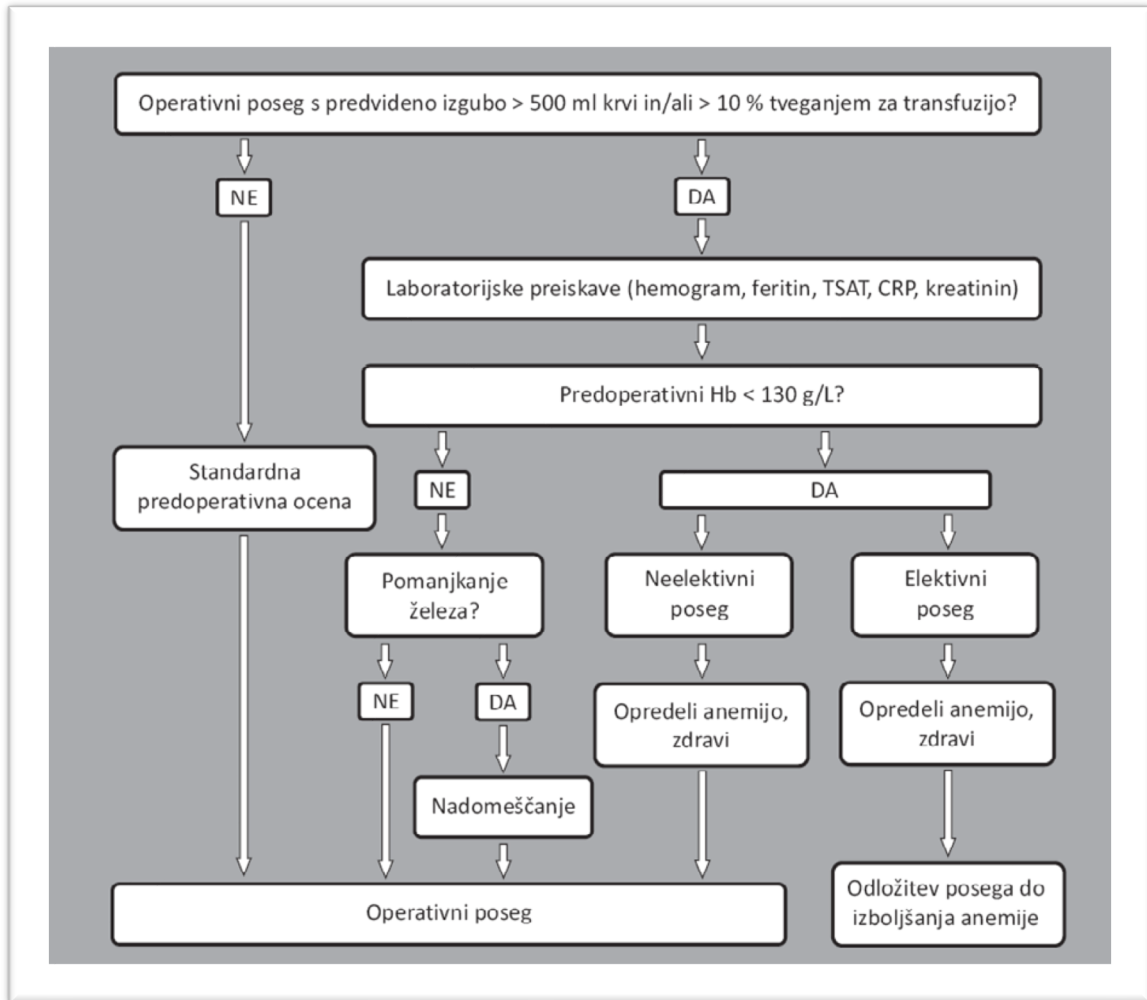 Operativni poseg s predvideno izgubo > 500 ml krvi in/ali > 10 % tveganjem za transfuzijo?
NE
DA
Laboratorijske preiskave (hemogram, feritin, TSAT, CRP, kreatinin)
Predoperativni Hb < 130 g/L?
Standardna
predoperativna ocena
NE
DA
Pomanjkanje
železa?
Neelektivni
poseg
Elektivni
poseg
NE
DA
Opredeli anemijo,
zdravi
Opredeli anemijo,
zdravi
Nadomeščanje
Operativni poseg
Odložitev posega do
izboljšanja anemije